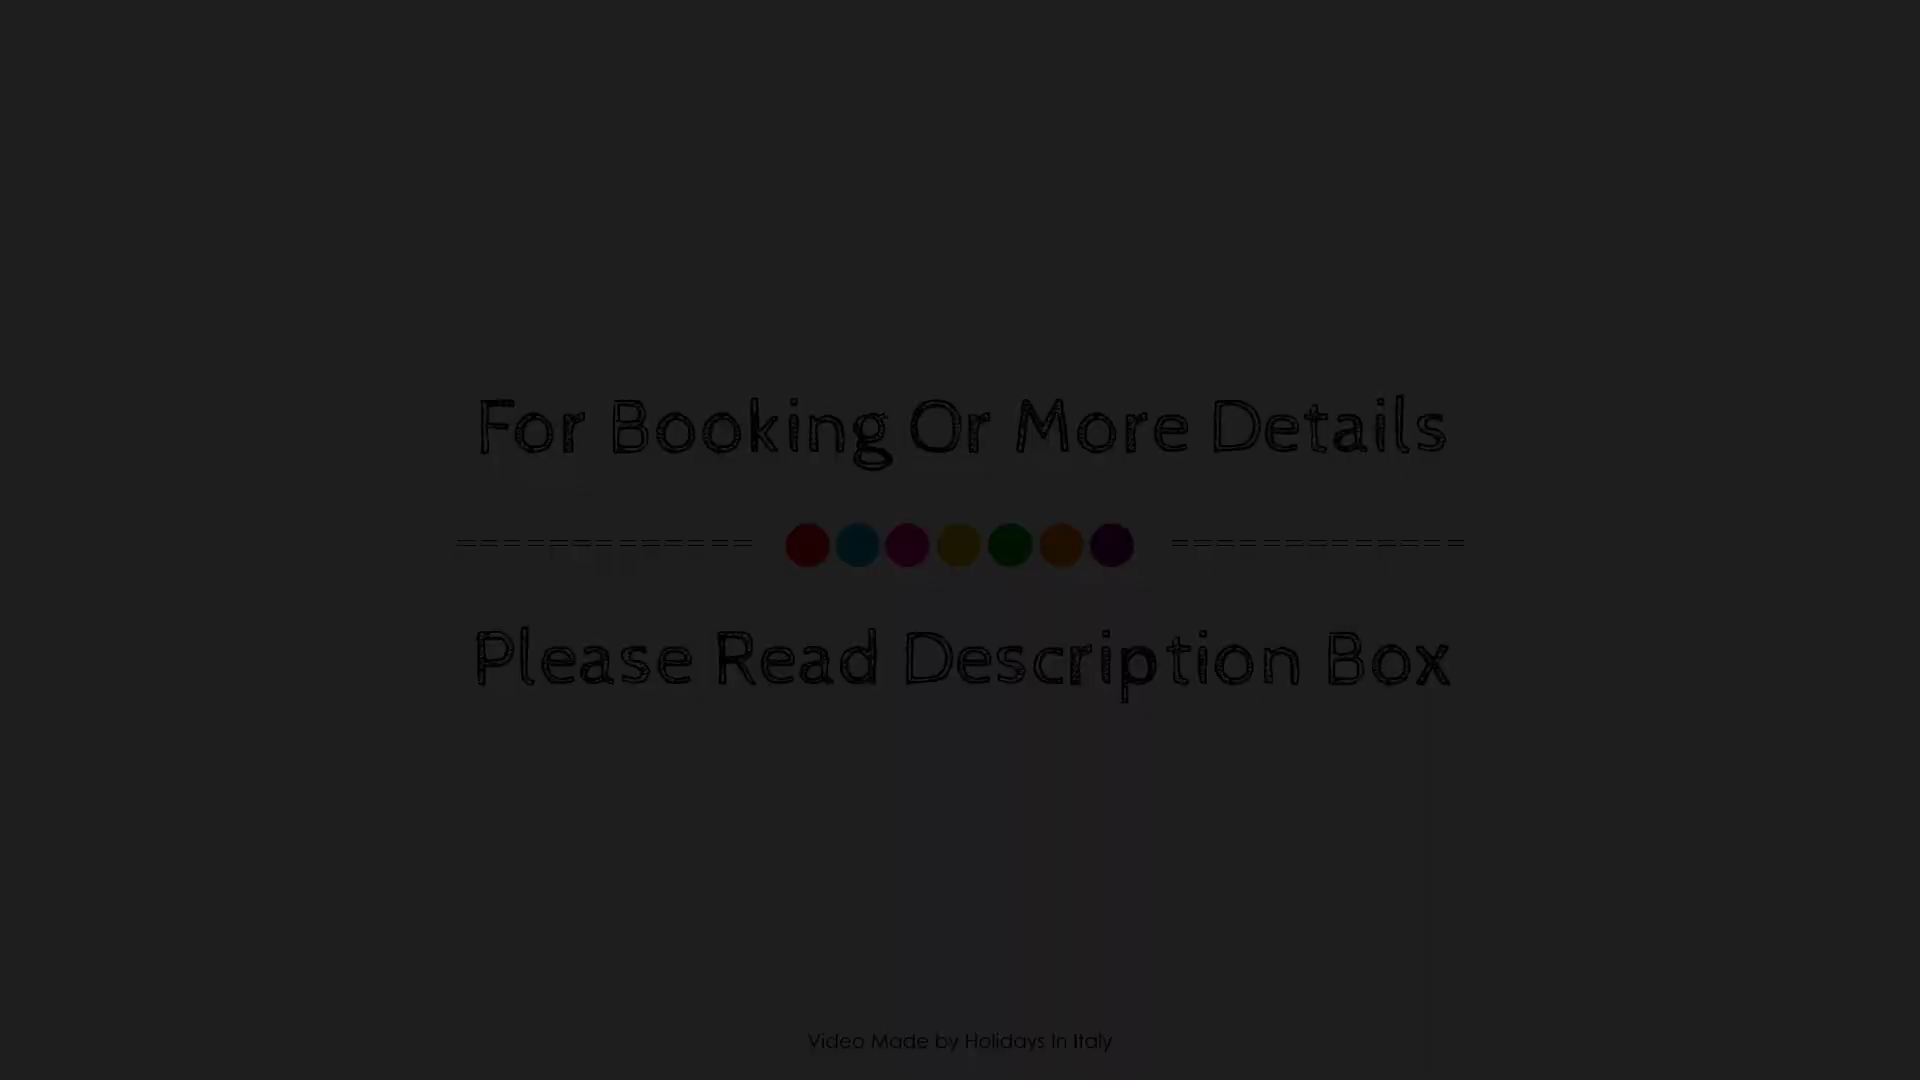 For Booking Or More Details
============= =============
Please Read Description Box
Video Made by Holidays In Italy